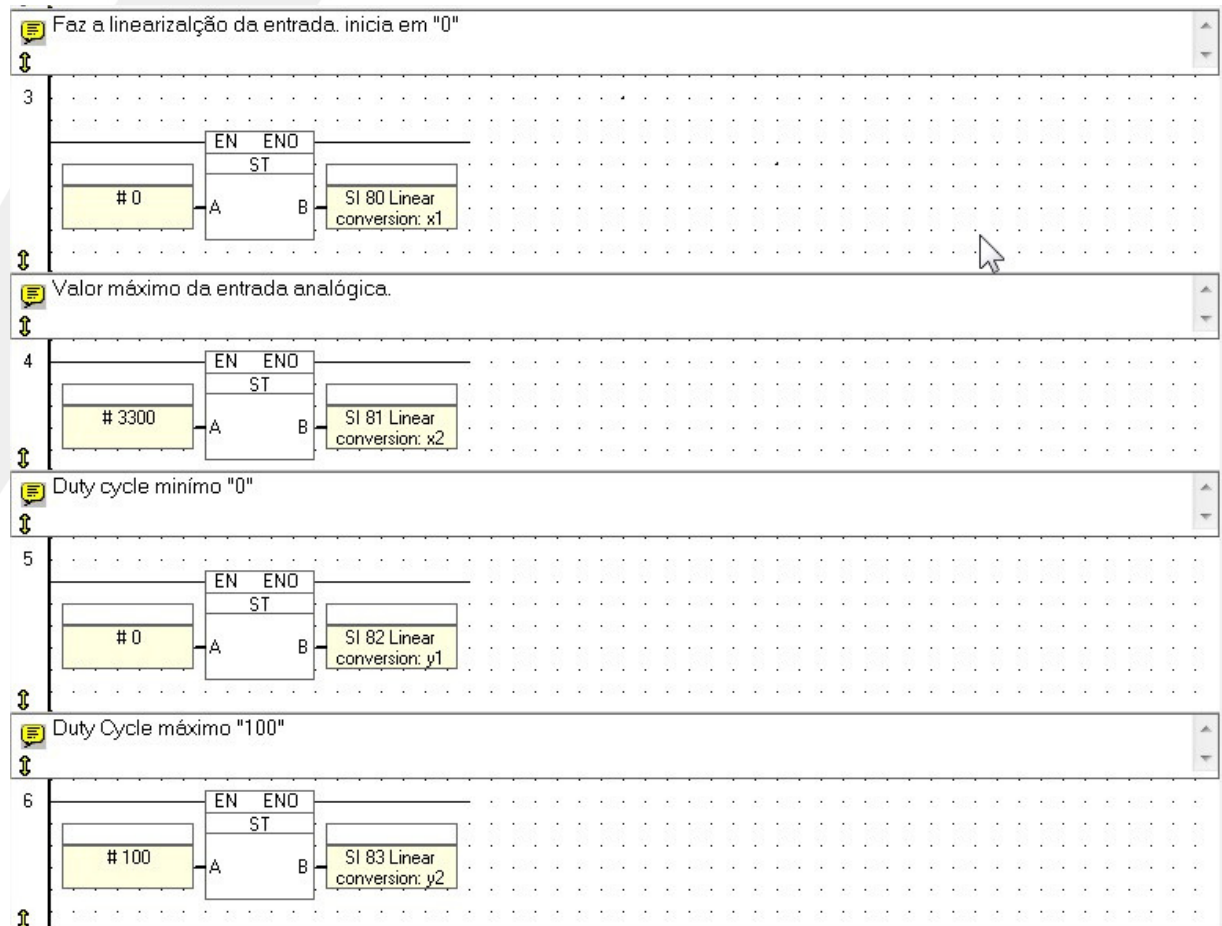 Faz a linearizalção da entrada. inicia em "0"
3
EN ENO
ST
# 0
A B
SI 80 Linear
conversion: x1
Valor máximo da entrada analógica.
4
EN ENO
ST
# 3300
A B
SI 81 Linear
conversion: x2
Duty cycle minímo "0"
5
EN ENO
ST
# 0
A B
SI 82 Linear
conversion: y1
Duty Cycle máximo "100"
6
EN ENO
ST
# 100
A B
SI 83 Linear
conversion: y2